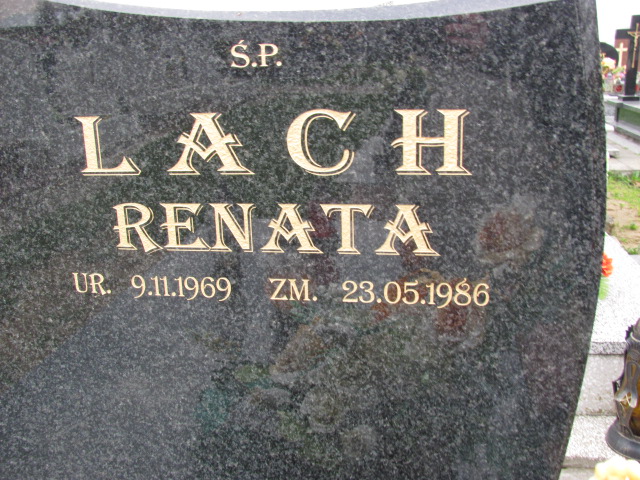 Ś.P.
LACH
RENATA
UR. 9.11.1969 ZM. 23.05.1986